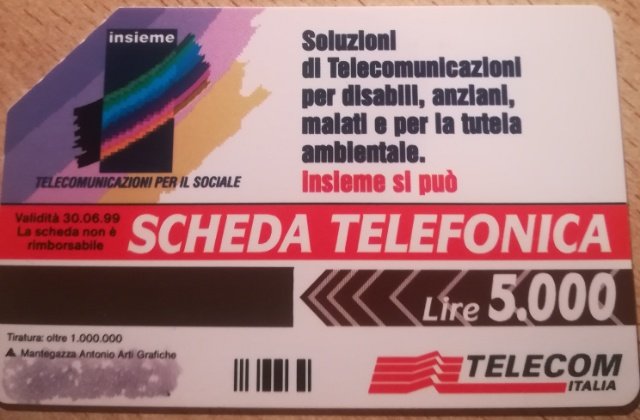 insieme
TELECOMUNICAZIONI PER IL SOCIALE
Soluzioni
di Telecomunicazioni
per disabili, anziani,
malati e per la tutela
ambientale.
Insieme si può
Validità 30.06.99
La scheda non è
rimborsabile
SCHEDA TELEFONICA
Lire 5.000
Tiratura: oltre 1.000.000
Mantegazza Antonio Arti Grafiche
TELECOM
ITALIA